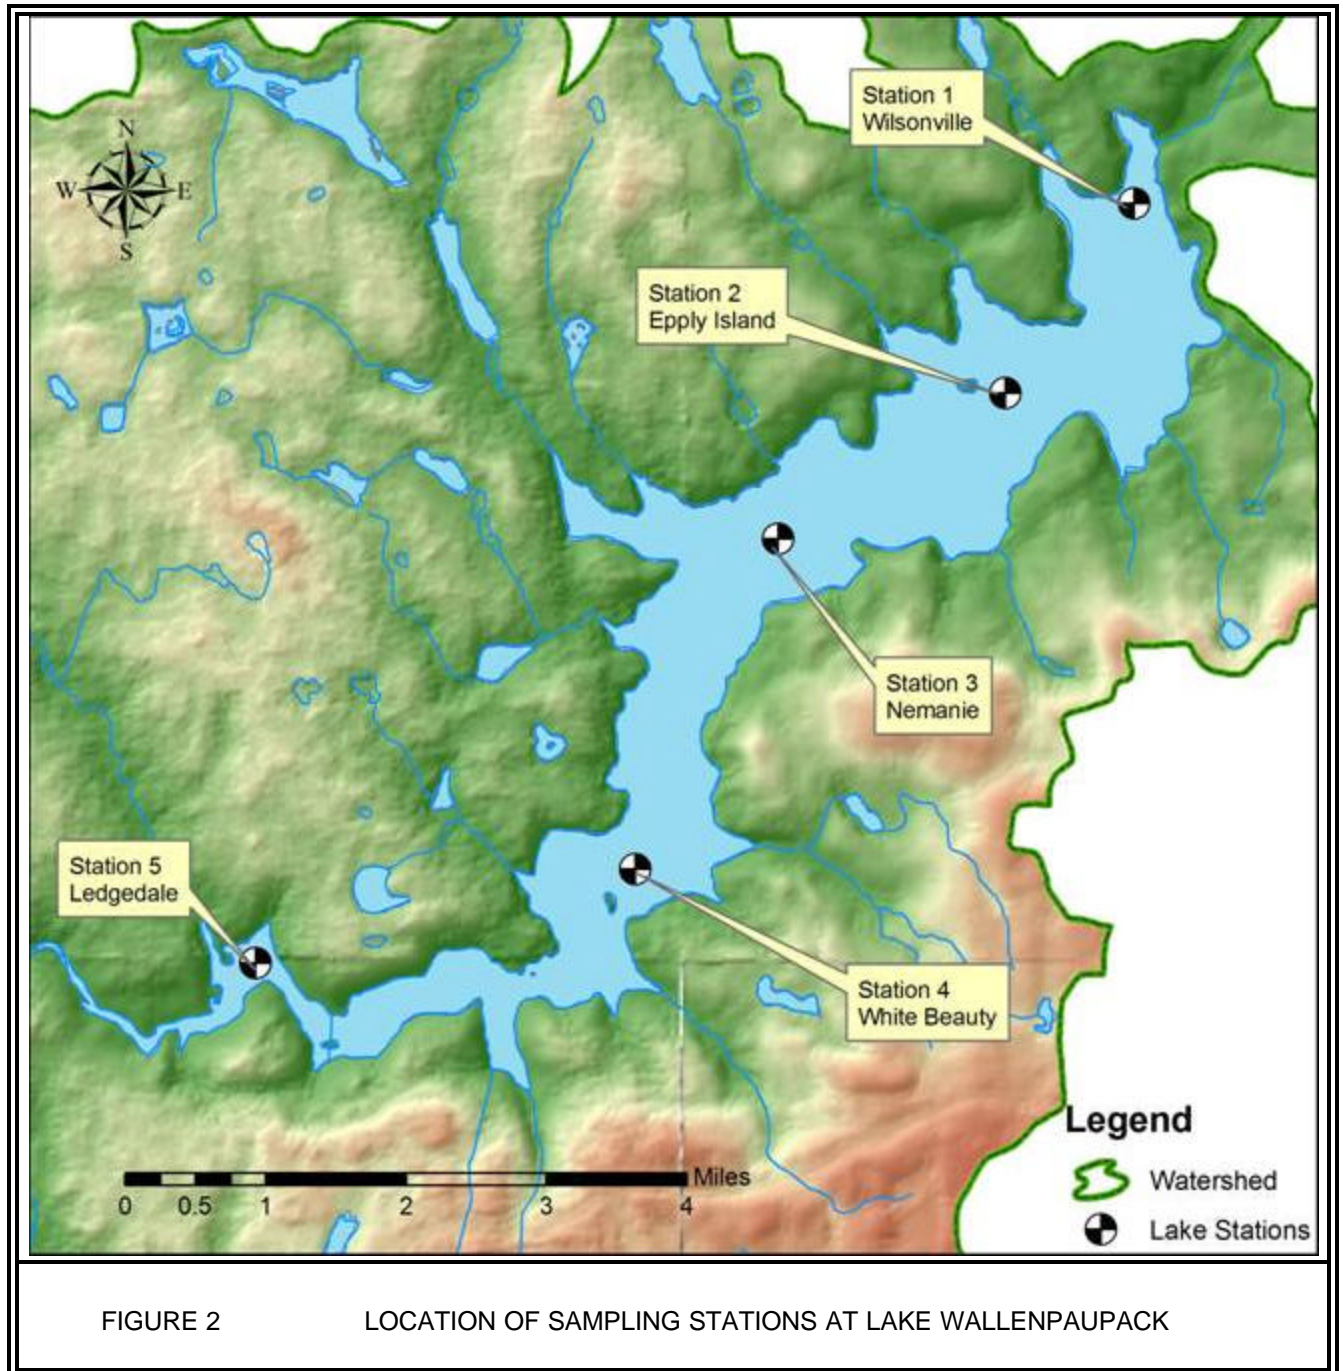 Station 1
Wilsonville
N
W E
S
Station 2
Epply Island
Station 3
Nemanie
Station 5
Ledgedale
Station 4
White Beauty
Legend
Watershed
Lake Stations
Miles
0 0.5 1 2 3 4
FIGURE 2 LOCATION OF SAMPLING STATIONS AT LAKE WALLENPAUPACK